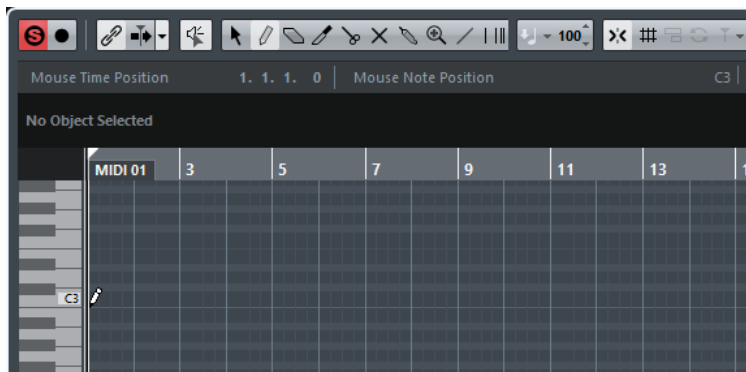 S 100
Mouse Time Position 1. 1. 1. 0 Mouse Note Position C3
No Object Selected
MIDI 01 3 5 7 9 11 13
C3